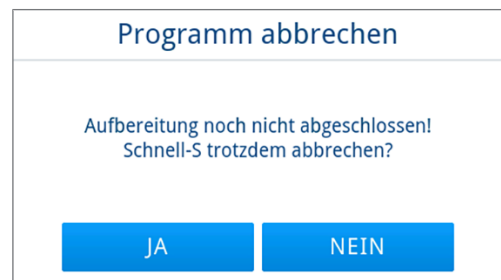 Programm abbrechen
Aufbereitung noch nicht abgeschlossen!
Schnell-S trotzdem abbrechen?
JA
NEIN